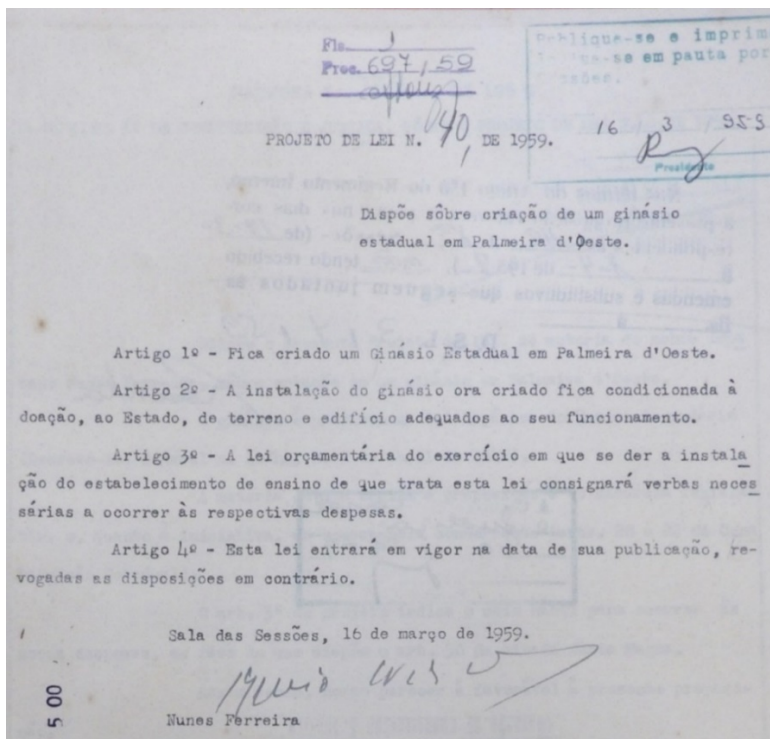 Fls. 1
Proc. 697/59
Publique-se e imprim
se em pauta por
sões.
16 3 959
Presidente
PROJETO DE LEI N. 40, DE 1959.
Dispõe sôbre criação de um ginásio
estadual em Palmeira d'Oeste.
Artigo 1º - Fica criado um Ginásio Estadual em Palmeira d'Oeste.
Artigo 2º - A instalação do ginásio ora criado fica condicionada à
doação, ao Estado, de terreno e edifício adequados ao seu funcionamento.
Artigo 3º - A lei orçamentária do exercício em que se der a instala
ção do estabelecimento de ensino de que trata esta lei consignará verbas neces
sárias a ocorrer às respectivas despesas.
Artigo 4º - Esta lei entrará em vigor na data de sua publicação, re-
vogadas as disposições em contrário.
Sala das Sessões, 16 de março de 1959.
Nunes Ferreira
5 00